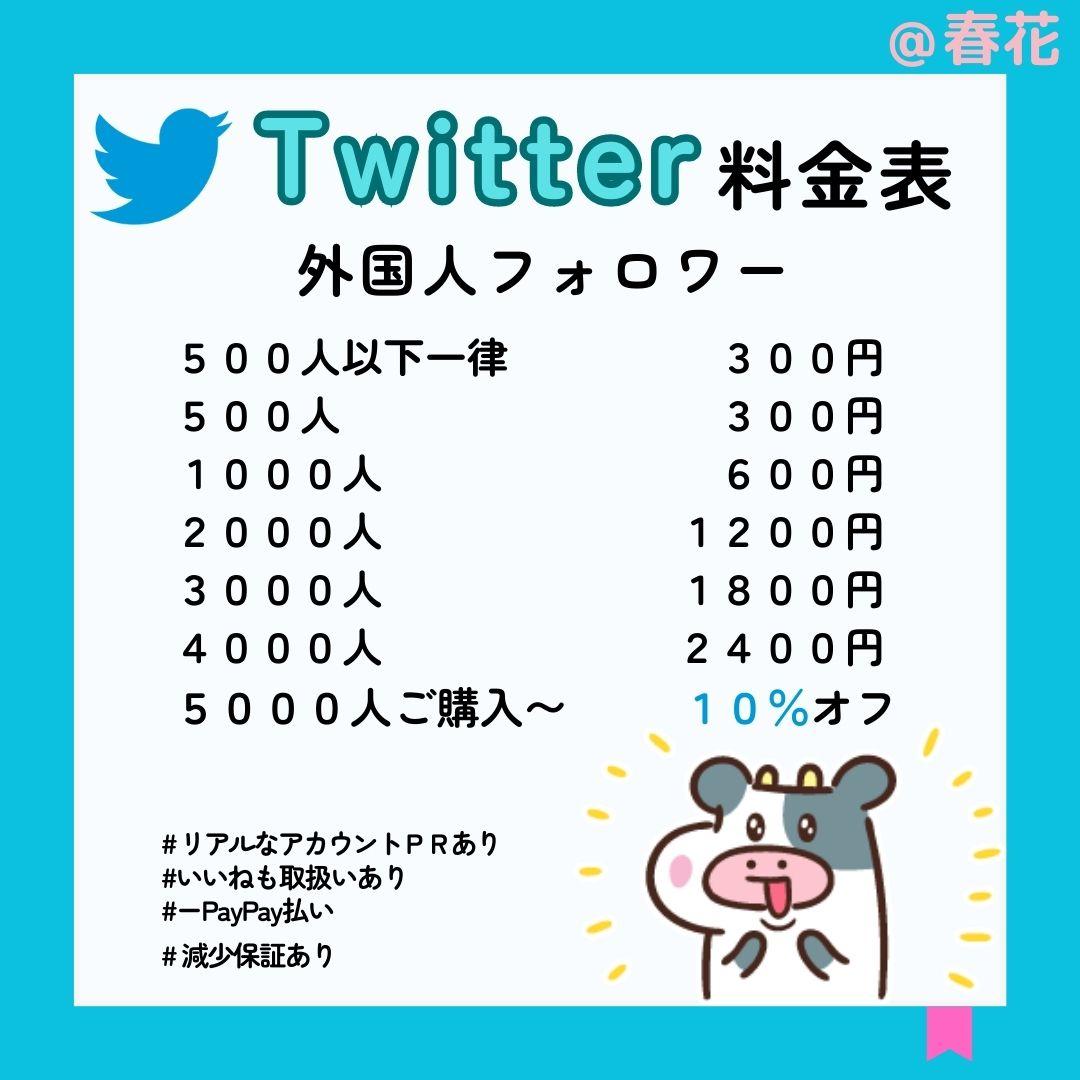 @春花
Twitter 料金表
外国人フォロワー
５００人以下一律 ３００円
５００人 ３００円
１０００人 ６００円
２０００人 １２００円
３０００人 １８００円
４０００人 ２４００円
５０００人ご購入〜 １０％オフ
#リアルなアカウントＰＲあり
#いいねも取扱いあり
#ーPayPay払い
#減少保証あり